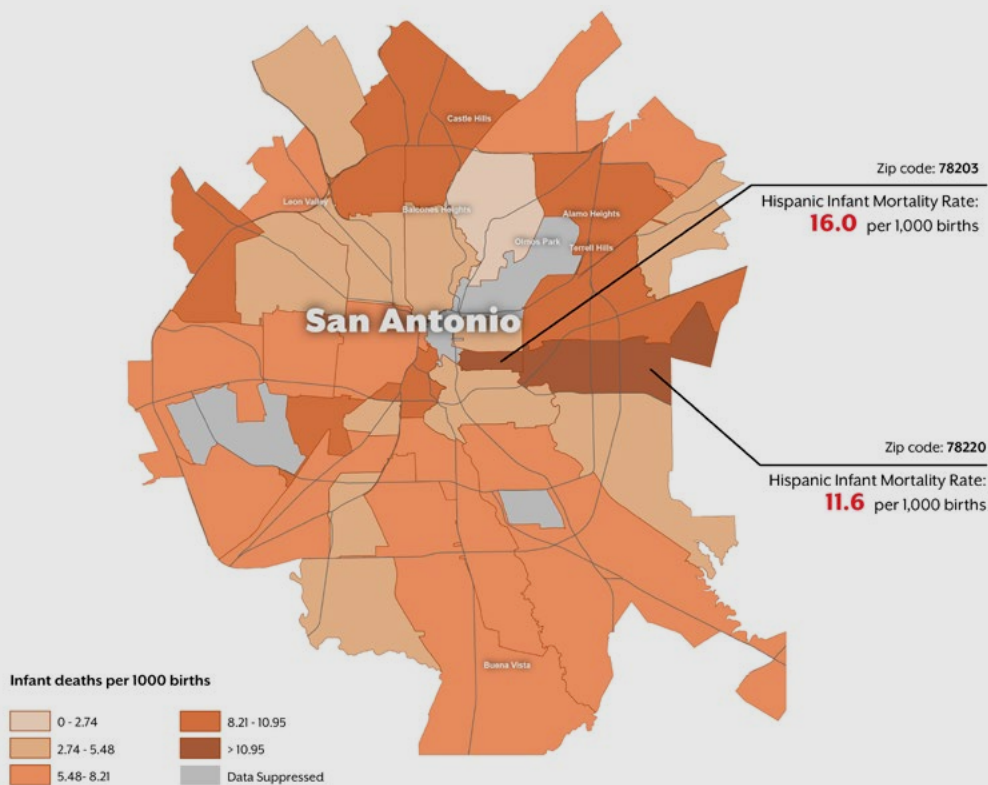 Castle Hills
Zip code: 78203
Hispanic Infant Mortality Rate:
16.0 per 1,000 births
Leon Valley
Balcones Heights
Alamo Heights
Olmos Park
Terrell Hills
San Antonio
Zip code: 78220
Hispanic Infant Mortality Rate:
11.6 per 1,000 births
Buena Vista
Infant deaths per 1000 births
0 - 2.74
8.21 - 10.95
2.74 - 5.48
> 10.95
5.48- 8.21
Data Suppressed